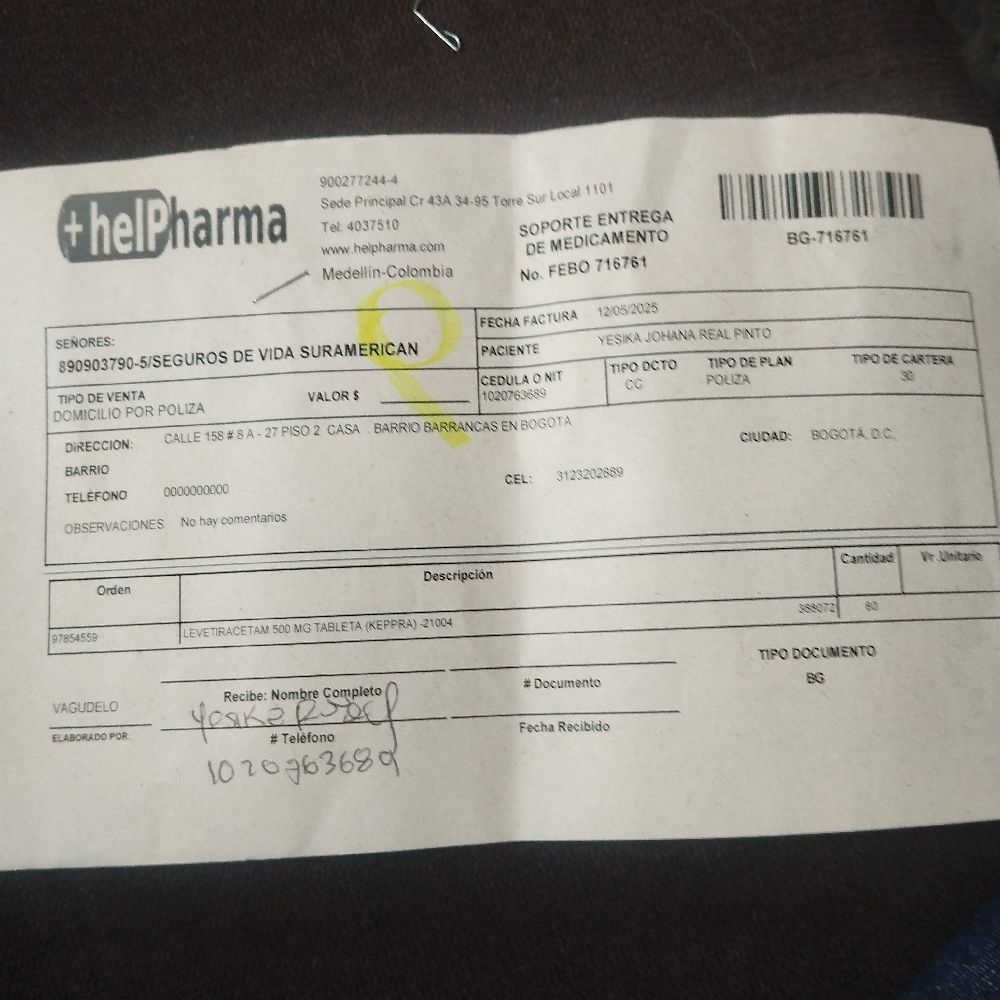 +helPharma
900277244-4
Sede Principal Cr 43A 34-95 Torre Sur Local 1101
Tel: 4037510
www.helpharma.com
Medellín-Colombia
SOPORTE ENTREGA
DE MEDICAMENTO
No. FEBO 716761
BG-716761
SEÑORES:
890903790-5/SEGUROS DE VIDA SURAMERICAN
FECHA FACTURA 12/05/2025
PACIENTE YESIKA JOHANA REAL PINTO
TIPO DE VENTA
DOMICILIO POR POLIZA
VALOR $
CEDULA O NIT
1020763689
TIPO DCTO
CC
TIPO DE PLAN
POLIZA
TIPO DE CARTERA
30
DIRECCION: CALLE 158 # 8 A - 27 PISO 2 CASA . BARRIO BARRANCAS EN BOGOTA
CIUDAD: BOGOTÁ, D.C.
BARRIO
TELÉFONO 0000000000
CEL: 3123202889
OBSERVACIONES No hay comentarios
Orden Descripción Cantidad Vr.Unitario
97854559 LEVETIRACETAM 500 MG TABLETA (KEPPRA) -21004 388072 60
TIPO DOCUMENTO
BG
Recibe: Nombre Completo
# Documento
VAGUDELO
ELABORADO POR:
Yesika
# Teléfono
Fecha Recibido
1020763689